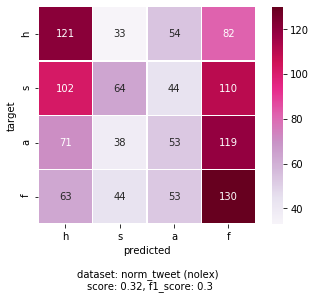 h 121 33 54 82
s 102 64 44 110
a 71 38 53 119
f 63 44 53 130
target
h s a f
predicted
120
100
80
60
40
dataset: norm_tweet (nolex)
score: 0.32, f1_score: 0.3